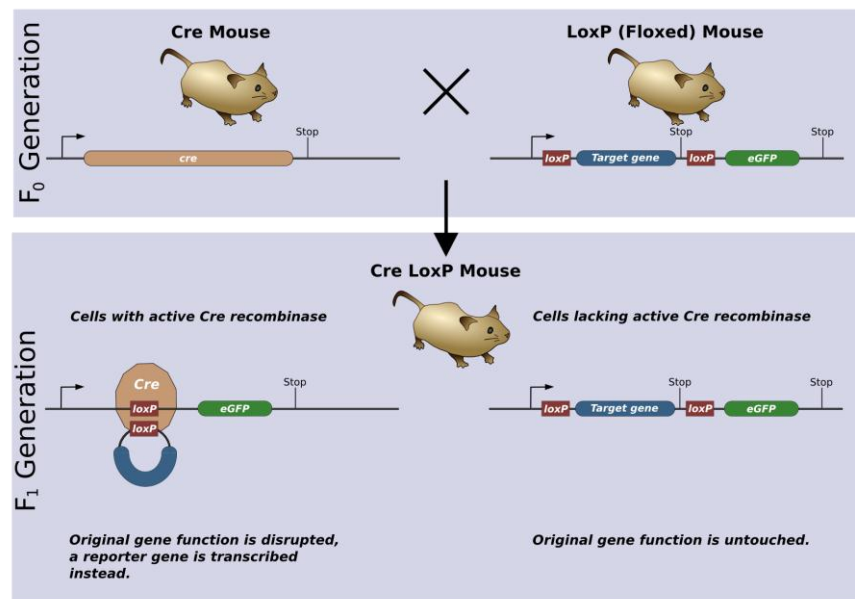 F0 Generation
Cre Mouse
LoxP (Floxed) Mouse
Stop
cre
Stop
Stop
loxP
Target gene
loxP
eGFP
F1 Generation
Cre LoxP Mouse
Cells with active Cre recombinase
Cells lacking active Cre recombinase
Cre
Stop
loxP
eGFP
loxP
Stop
Stop
loxP
Target gene
loxP
eGFP
Original gene function is disrupted,
a reporter gene is transcribed
instead.
Original gene function is untouched.